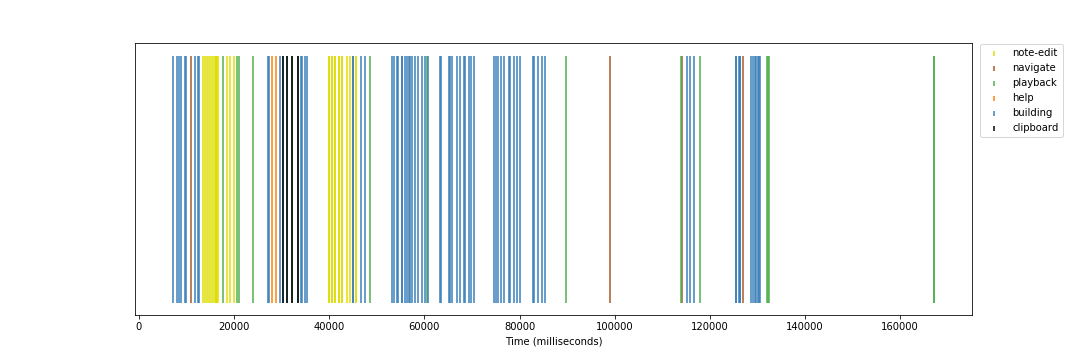 note-edit
navigate
playback
help
building
clipboard
0 20000 40000 60000 80000 100000 120000 140000 160000
Time (milliseconds)